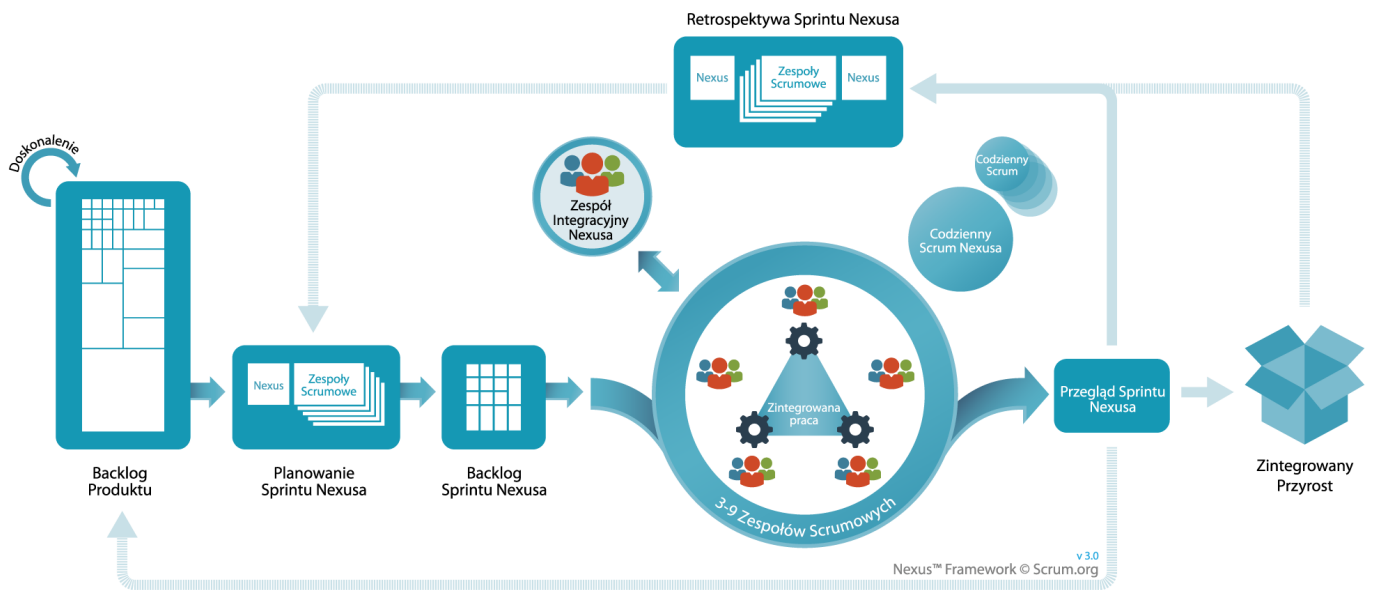 Retrospektywa Sprintu Nexusa
Nexus
Zespoły
Scrumowe
Nexus
Doskonalenie
Zespół
Integracyjny
Nexusa
Codzienny
Scrum
Codzienny
Scrum Nexusa
Nexus
Zespoły
Scrumowe
Zintegrowana
praca
Przegląd Sprintu
Nexusa
Backlog
Produktu
Planowanie
Sprintu Nexusa
Backlog
Sprintu Nexusa
3-9 Zespołów Scrumowych
Zintegrowany
Przyrost
v 3.0
Nexus™ Framework © Scrum.org